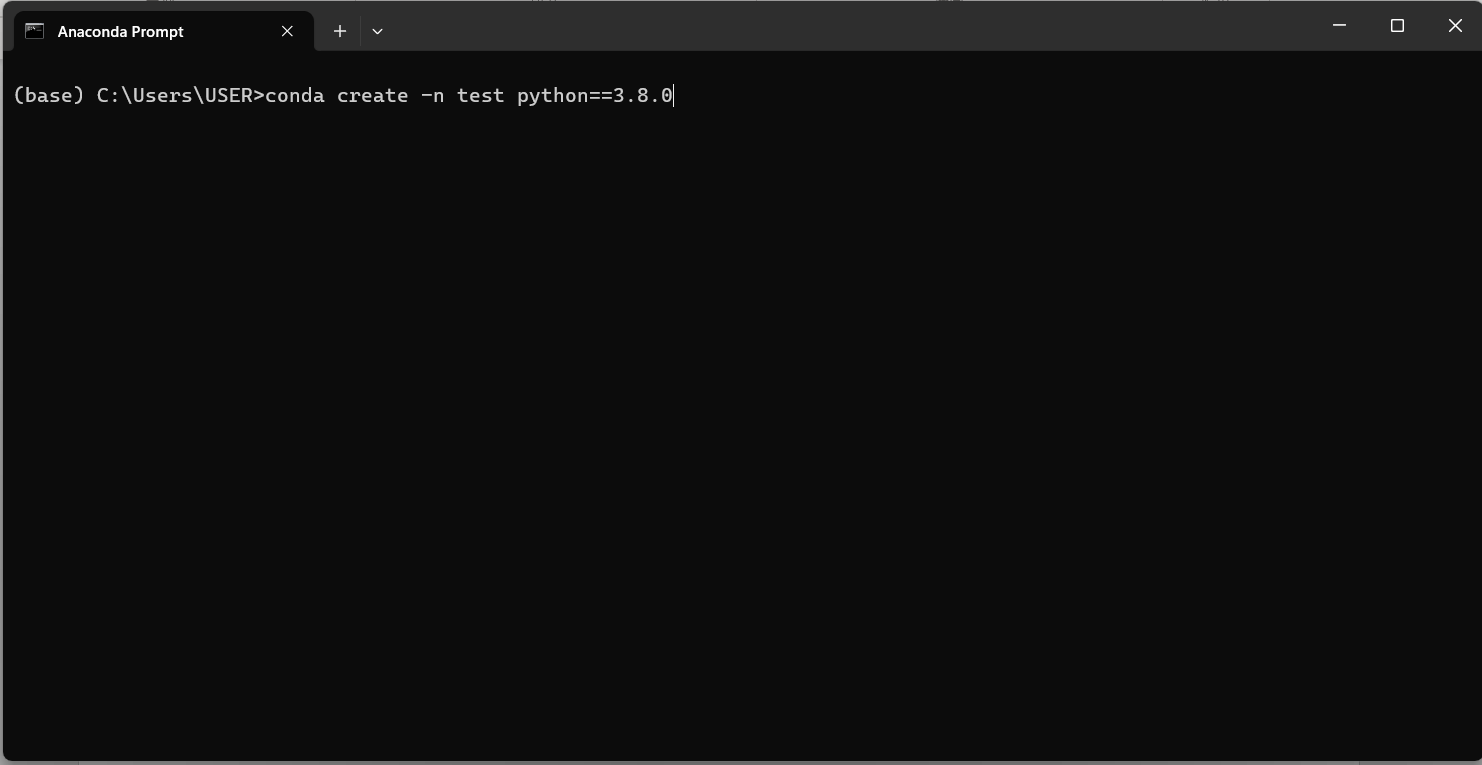 Anaconda Prompt
(base) C:\Users\USER>conda create -n test python==3.8.0